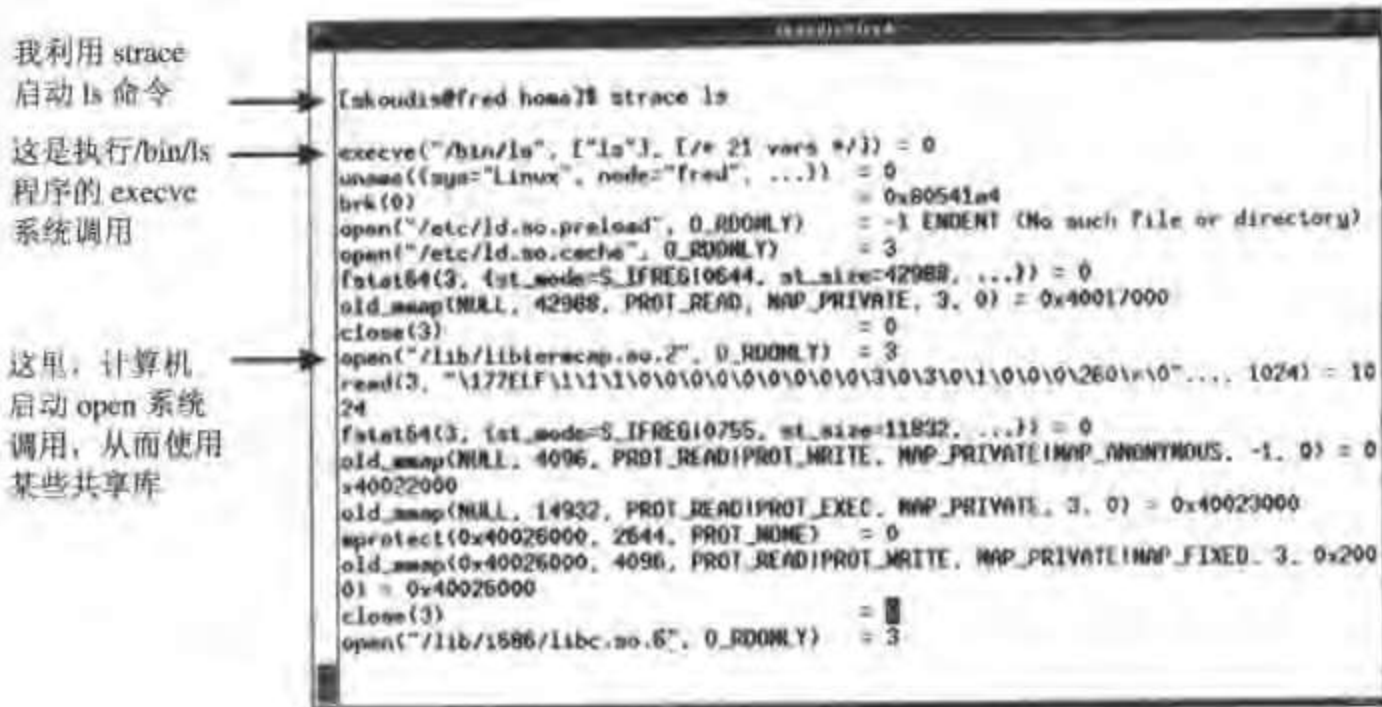 我利用 strace
启动 ls 命令
这是执行/bin/ls
程序的 execve
系统调用
这里，计算机
启动 open 系统
调用，从而使用
某些共享库
[skoudis@fred home]$ strace ls
execve("/bin/ls", ["ls"], [/* 21 vars */]) = 0
uname({sys="Linux", node="fred", ...}) = 0
brk(0) = 0x80541a4
open("/etc/ld.so.preload", O_RDONLY) = -1 ENOENT (No such file or directory)
open("/etc/ld.so.cache", O_RDONLY) = 3
fstat64(3, {st_mode=S_IFREG|0644, st_size=42988, ...}) = 0
old_mmap(NULL, 42988, PROT_READ, MAP_PRIVATE, 3, 0) = 0x40017000
close(3) = 0
open("/lib/libtermcap.so.2", O_RDONLY) = 3
read(3, "\177ELF\1\1\1\0\0\0\0\0\0\0\0\0\3\0\3\0\1\0\0\0\260\r\0"..., 1024) = 10
24
fstat64(3, {st_mode=S_IFREG|0755, st_size=11832, ...}) = 0
old_mmap(NULL, 4096, PROT_READ|PROT_WRITE, MAP_PRIVATE|MAP_ANONYMOUS, -1, 0) = 0
x40022000
old_mmap(NULL, 14932, PROT_READ|PROT_EXEC, MAP_PRIVATE, 3, 0) = 0x40023000
mprotect(0x40026000, 2644, PROT_NONE) = 0
old_mmap(0x40026000, 4096, PROT_READ|PROT_WRITE, MAP_PRIVATE|MAP_FIXED, 3, 0x200
0) = 0x40026000
close(3) = 0
open("/lib/i686/libc.so.6", O_RDONLY) = 3